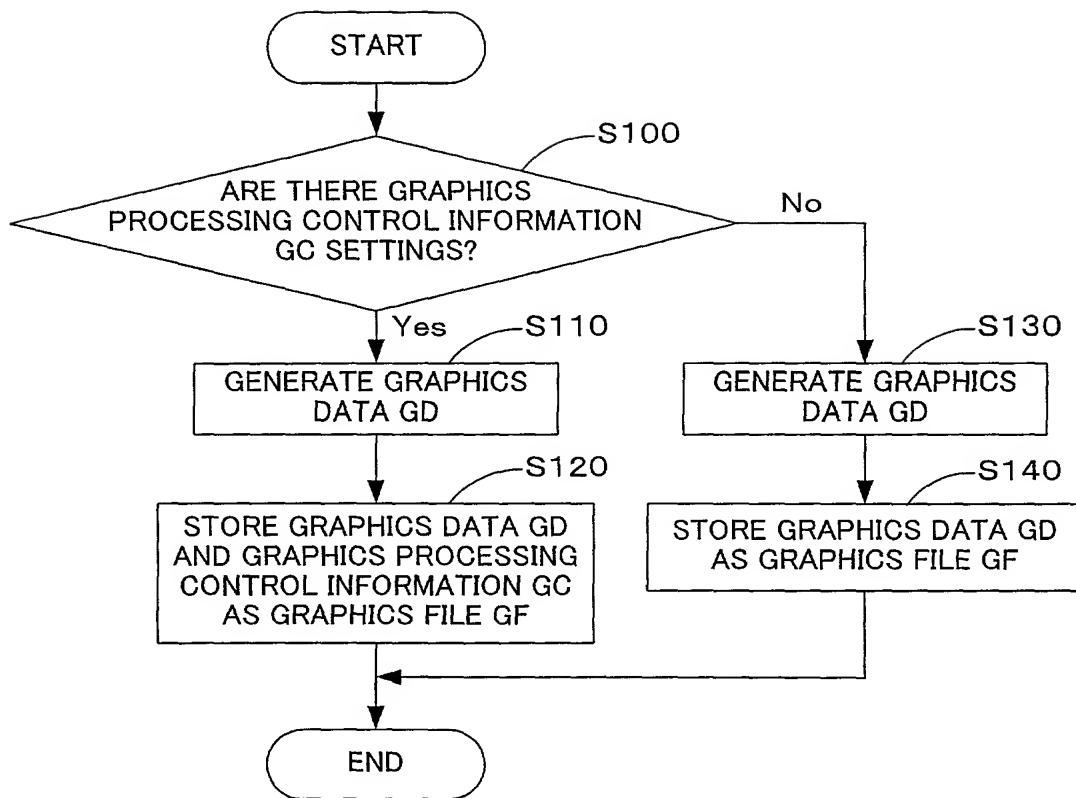 START
S100
ARE THERE GRAPHICS
PROCESSING CONTROL INFORMATION
GC SETTINGS?
No
Yes
S110
GENERATE GRAPHICS
DATA GD
S130
GENERATE GRAPHICS
DATA GD
S120
STORE GRAPHICS DATA GD
AND GRAPHICS PROCESSING
CONTROL INFORMATION GC
AS GRAPHICS FILE GF
S140
STORE GRAPHICS DATA GD
AS GRAPHICS FILE GF
END